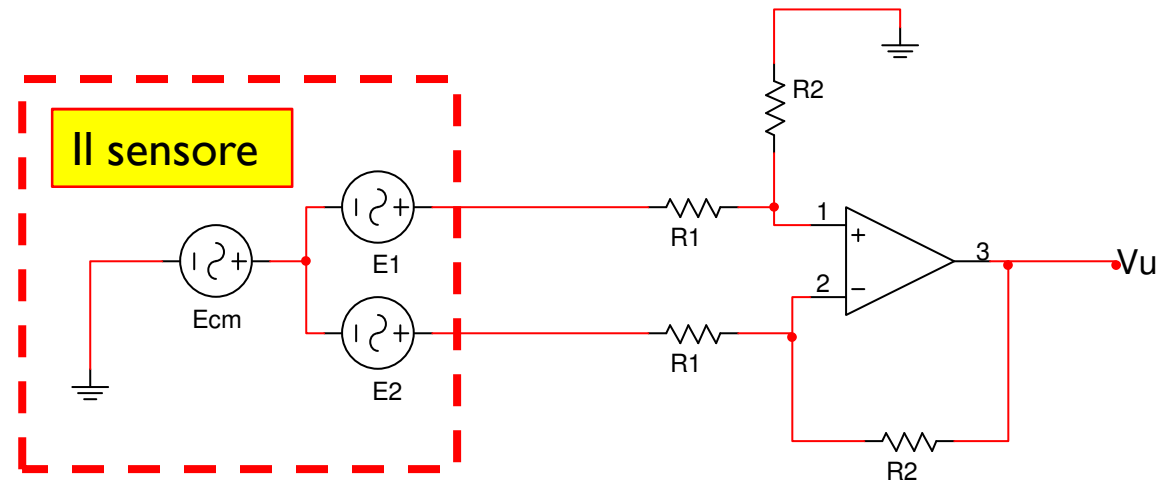 R2
Il sensore
E1
R1
1
+
Ecm
3
Vu
2
−
E2
R1
R2